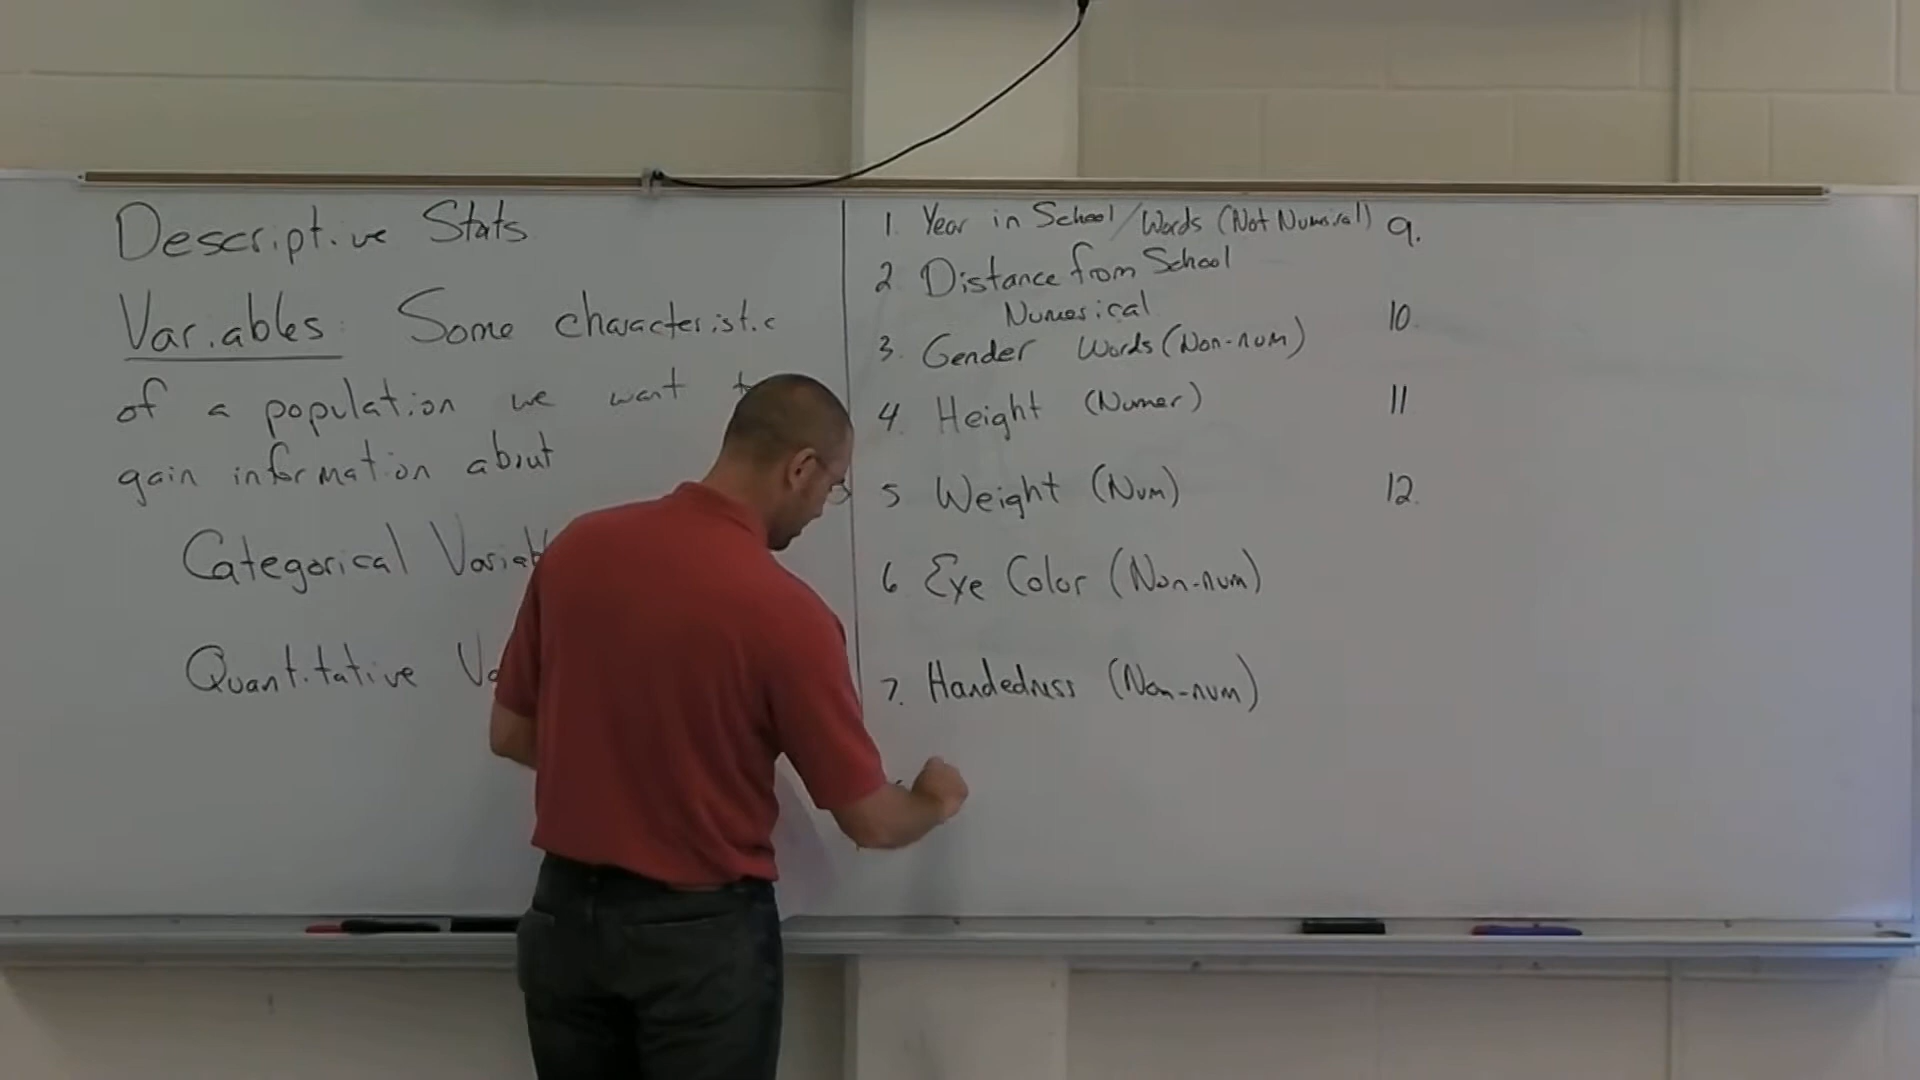 Descriptive Stats
Variables: Some characteristic
of a population we want
gain information about
Categorical
Quantitative
1. Year in School/Words (Not Numerical)
2 Distance from School
Numerical
3. Gender Words (Non-num)
4. Height (Numer)
5 Weight (Num)
6 Eye Color (Non-num)
7. Handedness (Non-num)
9.
10.
11
12.